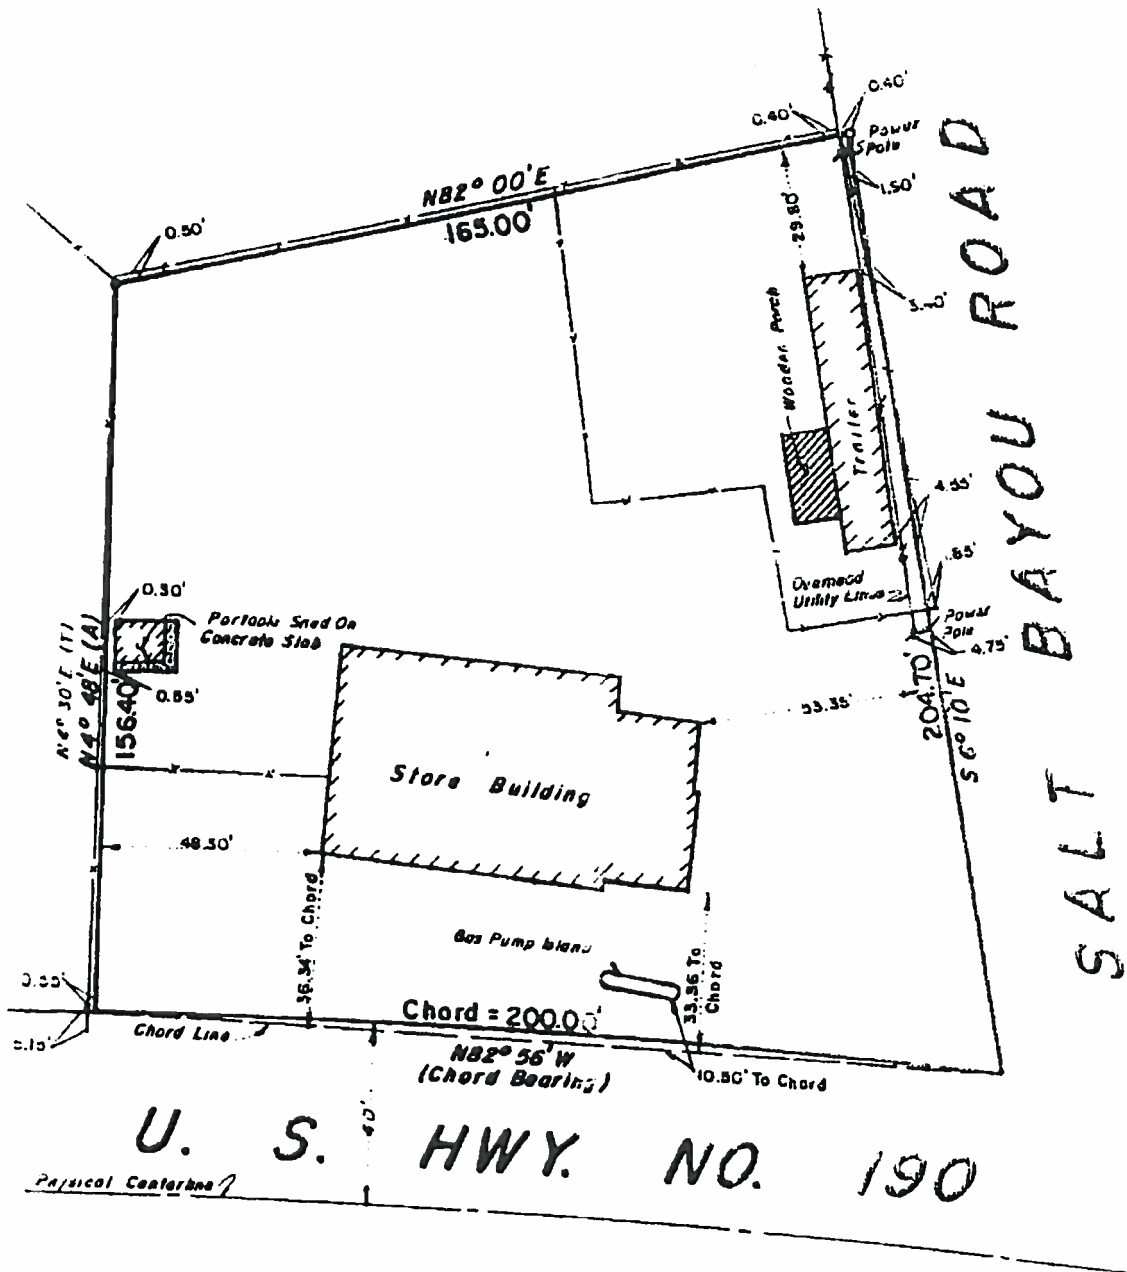 0.40'
0.40'
Power
Pole
1.50'
N82° 00' E
165.00'
0.50'
29.80'
Wooden Porch
Trailer
4.55'
Overhead
Utility Lines
Power
Pole
4.75'
204.70'
S 6° 10' E
53.35'
0.30'
Portable Shed On
Concrete Slab
0.55'
N4° 30' E (T)
N4° 48' E (A)
156.40'
Store Building
48.30'
36.34' To Chord
Gas Pump Island
33.36 To
Chord
Chord = 200.00'
Chord Line
N82° 56' W
(Chord Bearing)
10.50' To Chord
40'
U. S. HWY. NO. 190
Physical Centerline
SALT BAYOU ROAD